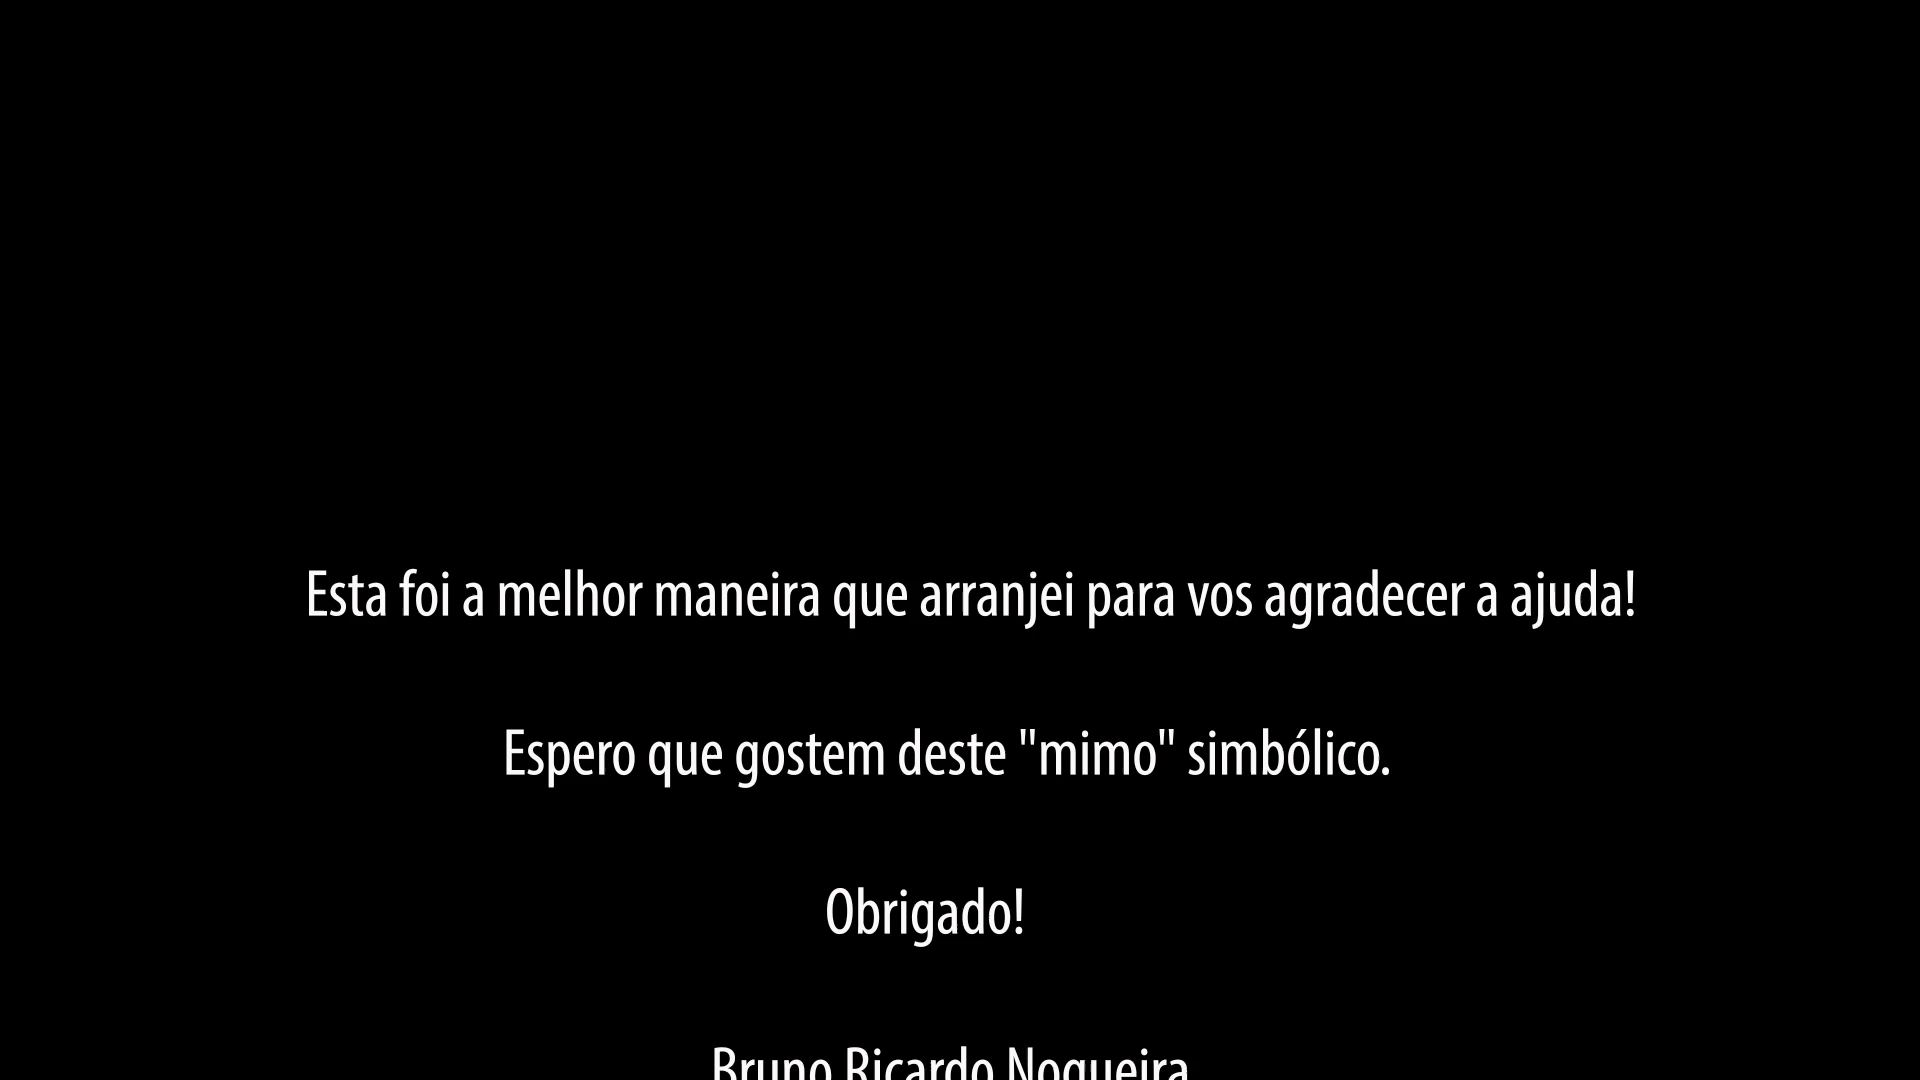 Esta foi a melhor maneira que arranjei para vos agradecer a ajuda!
Espero que gostem deste "mimo" simbólico.
Obrigado!
Bruno Ricardo Nogueira